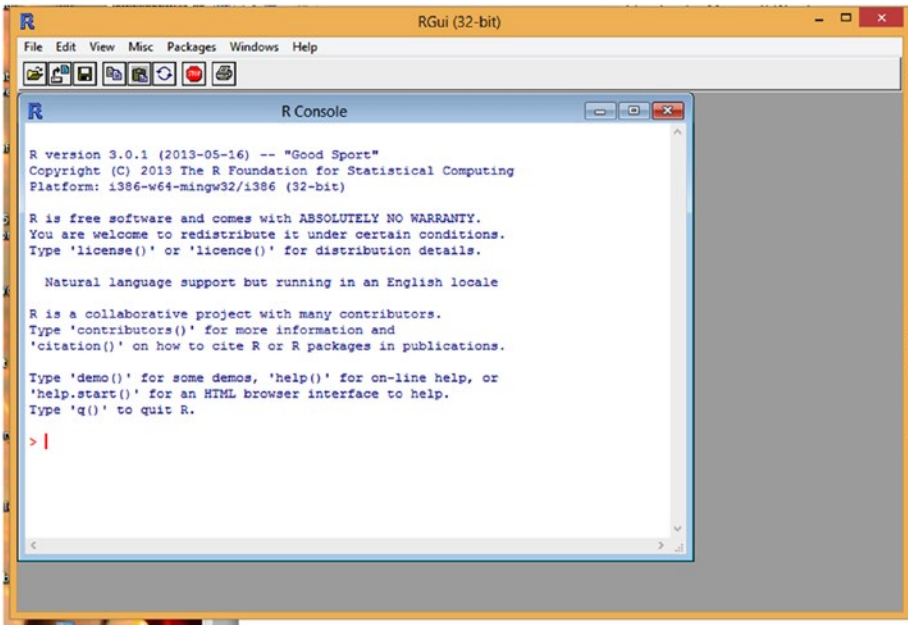 RGui (32-bit)
File Edit View Misc Packages Windows Help
STOP
R Console
R version 3.0.1 (2013-05-16) -- "Good Sport"
Copyright (C) 2013 The R Foundation for Statistical Computing
Platform: i386-w64-mingw32/i386 (32-bit)
R is free software and comes with ABSOLUTELY NO WARRANTY.
You are welcome to redistribute it under certain conditions.
Type 'license()' or 'licence()' for distribution details.
Natural language support but running in an English locale
R is a collaborative project with many contributors.
Type 'contributors()' for more information and
'citation()' on how to cite R or R packages in publications.
Type 'demo()' for some demos, 'help()' for on-line help, or
'help.start()' for an HTML browser interface to help.
Type 'q()' to quit R.
>